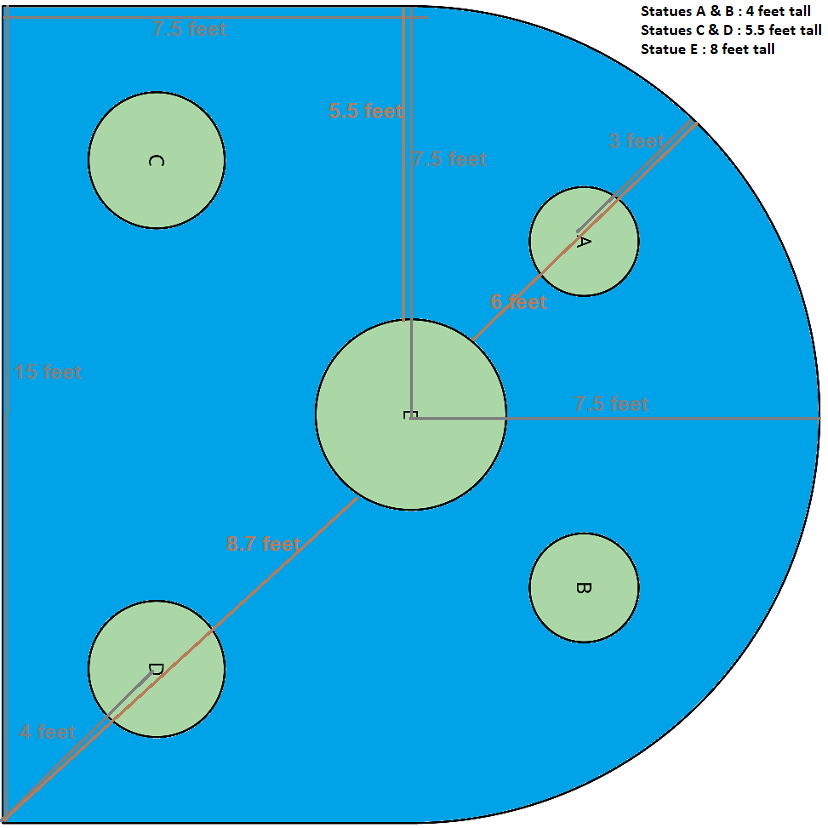 Statues A & B : 4 feet tall
Statues C & D : 5.5 feet tall
Statue E : 8 feet tall
7.5 feet
5.5 feet
7.5 feet
3 feet
C
A
6 feet
15 feet
7.5 feet
E
8.7 feet
B
D
4 feet